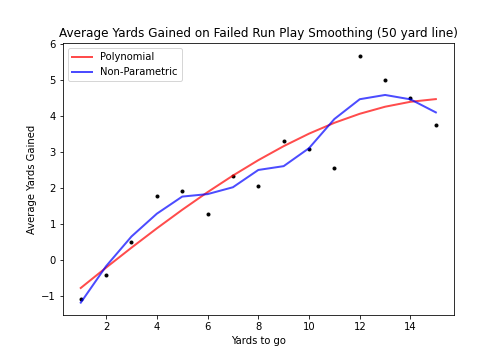 Average Yards Gained on Failed Run Play Smoothing (50 yard line)
Polynomial
Non-Parametric
6
5
4
3
2
1
0
−1
Average Yards Gained
2 4 6 8 10 12 14
Yards to go